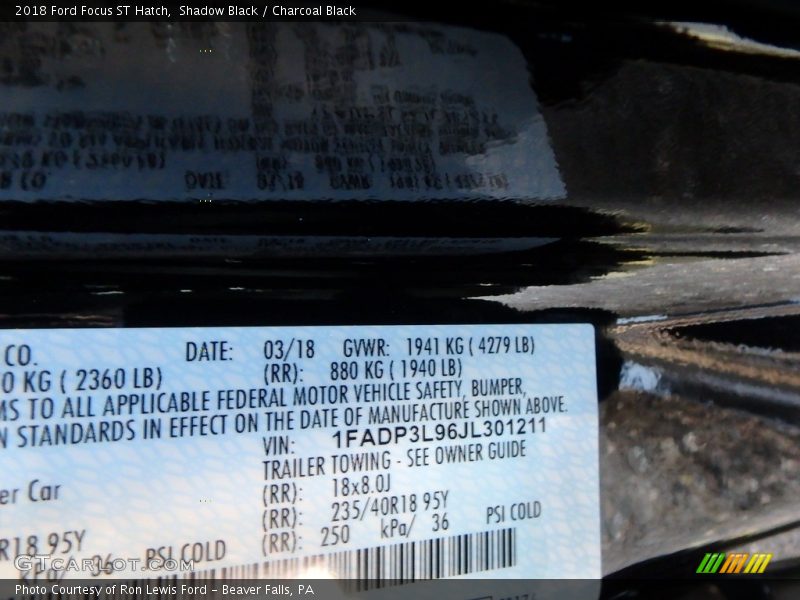 2018 Ford Focus ST Hatch, Shadow Black / Charcoal Black
CO. DATE: 03/18 GVWR: 1941 KG ( 4279 LB)
0 KG ( 2360 LB) (RR): 880 KG ( 1940 LB)
MS TO ALL APPLICABLE FEDERAL MOTOR VEHICLE SAFETY, BUMPER,
N STANDARDS IN EFFECT ON THE DATE OF MANUFACTURE SHOWN ABOVE.
VIN: 1FADP3L96JL301211
TRAILER TOWING - SEE OWNER GUIDE
er Car (RR): 18x8.0J
(RR): 235/40R18 95Y
R18 95Y (RR): 250 kPa/ 36 PSI COLD
kPa/ 36 PSI COLD
GTCarLot.com
Photo Courtesy of Ron Lewis Ford - Beaver Falls, PA